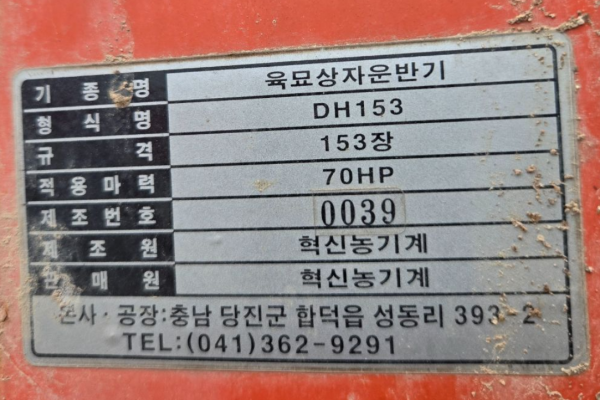 기종명 육묘상자운반기
형식명 DH153
규격 153장
적용마력 70HP
제조번호 0039
제조원 혁신농기계
판매원 혁신농기계
본사·공장:충남 당진군 합덕읍 성동리 393-2
TEL:(041)362-9291